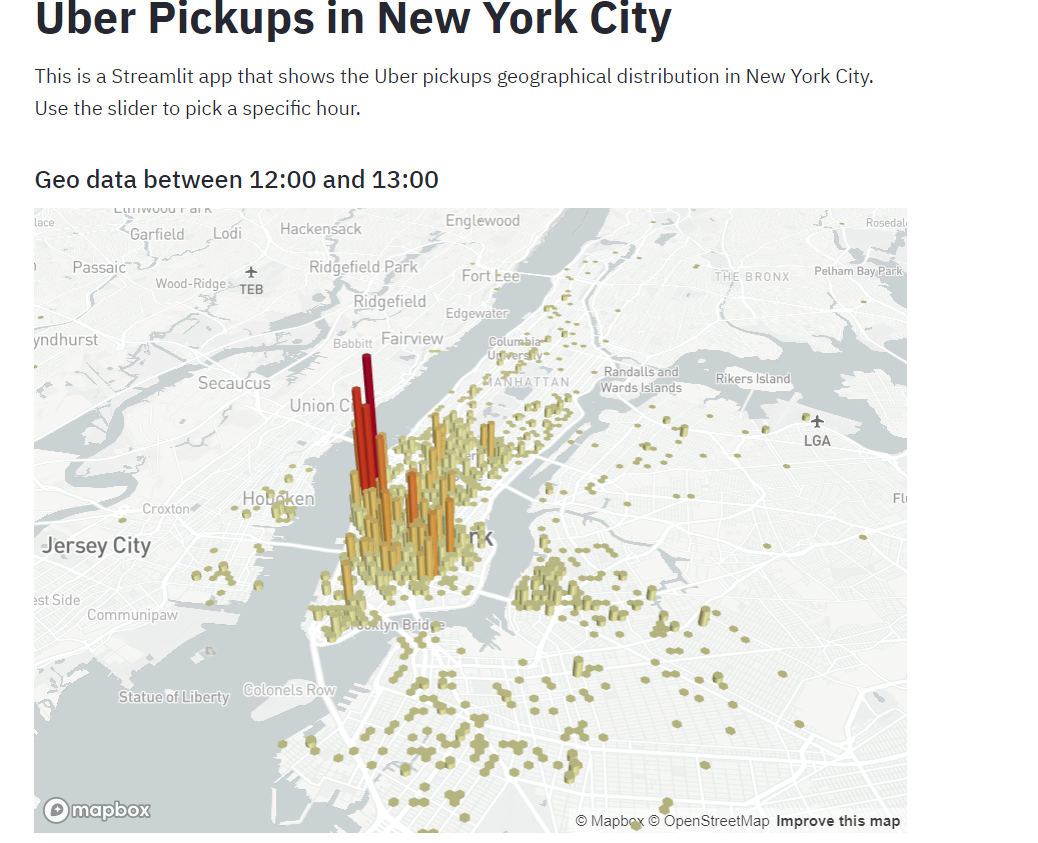 Uber Pickups in New York City
This is a Streamlit app that shows the Uber pickups geographical distribution in New York City.
Use the slider to pick a specific hour.
Geo data between 12:00 and 13:00
Elmwood Park
Englewood
Rosedal
lace
Garfield
Lodi
Hackensack
Passaic
Ridgefield Park
Fort Lee
THE BRONX
Pelham Bay Park
Wood-Ridge
TEB
Ridgefield
Edgewater
yndhurst
Babbitt
Fairview
Columbia
University
Secaucus
MANHATTAN
Randalls and
Wards Islands
Rikers Island
Union C
LGA
Hoboken
Flu
Croxton
Jersey City
rk
est Side
Communipaw
ooklyn Bridge
Statue of Liberty
Colonels Row
mapbox
© Mapbox © OpenStreetMap Improve this map